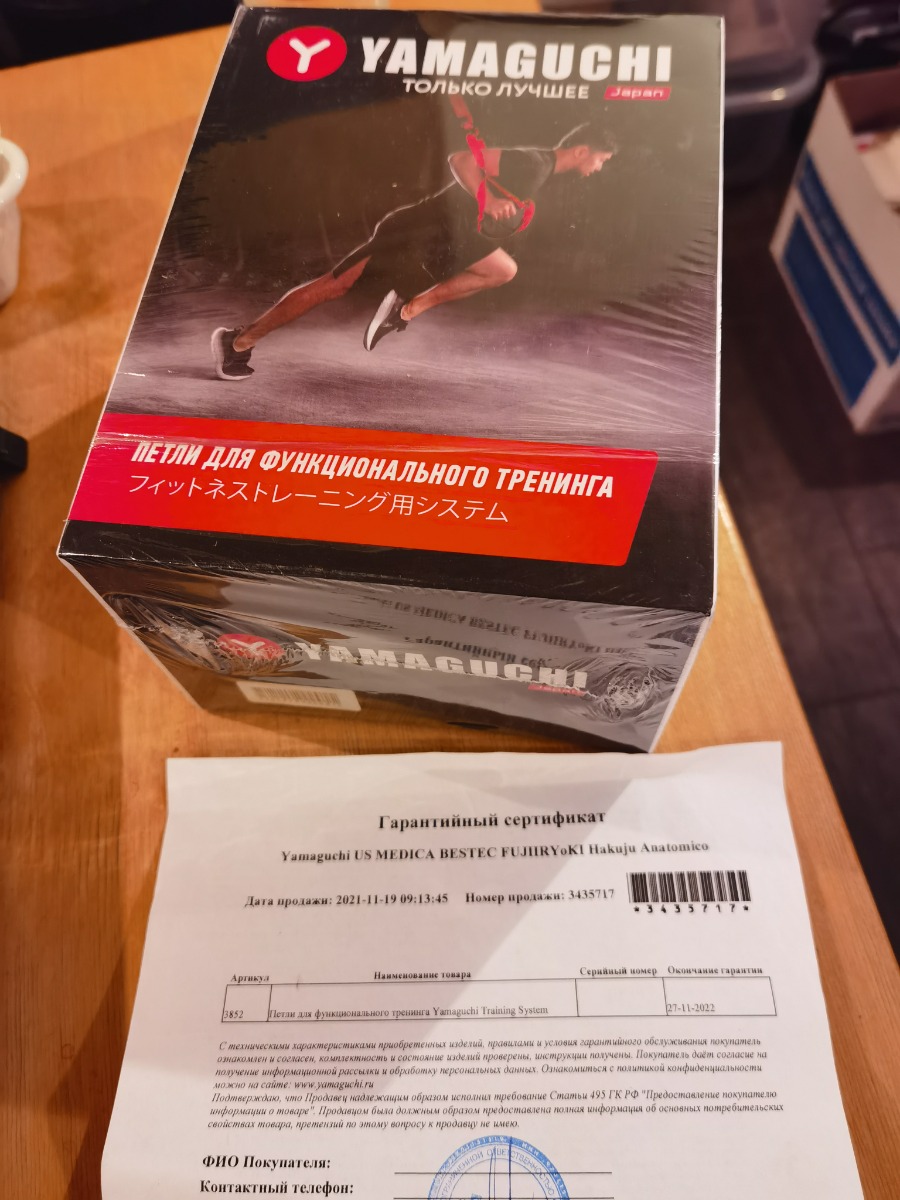 Y YAMAGUCHI
ТОЛЬКО ЛУЧШЕЕ Japan
ПЕТЛИ ДЛЯ ФУНКЦИОНАЛЬНОГО ТРЕНИНГА
フィットネストレーニング用システム
YAMAGUCHI
Japan
Гарантийный сертификат
Yamaguchi US MEDICA BESTEC FUJIIRYoKI Hakuju Anatomico
Дата продажи: 2021-11-19 09:13:45 Номер продажи: 3435717
*3435717*
Артикул Наименование товара Серийный номер Окончание гарантии
3852 Петли для функционального тренинга Yamaguchi Training System 27-11-2022
С техническими характеристиками приобретенных изделий, правилами и условия гарантийного обслуживания покупатель
ознакомлен и согласен, комплектность и состояние изделий проверены, инструкции получены. Покупатель даёт согласие на
получение информационной рассылки и обработку персональных данных. Ознакомиться с политикой конфиденциальности
можно на сайте: www.yamaguchi.ru
Подтверждаю, что Продавец надлежащим образом исполнил требование Статьи 495 ГК РФ "Предоставление покупателю
информации о товаре". Продавцом была должным образом предоставлена полная информация об основных потребительских
свойствах товара, претензий по этому вопросу к продавцу не имею.
ФИО Покупателя:
Контактный телефон:
ОТВЕТСТВЕННОСТЬЮ